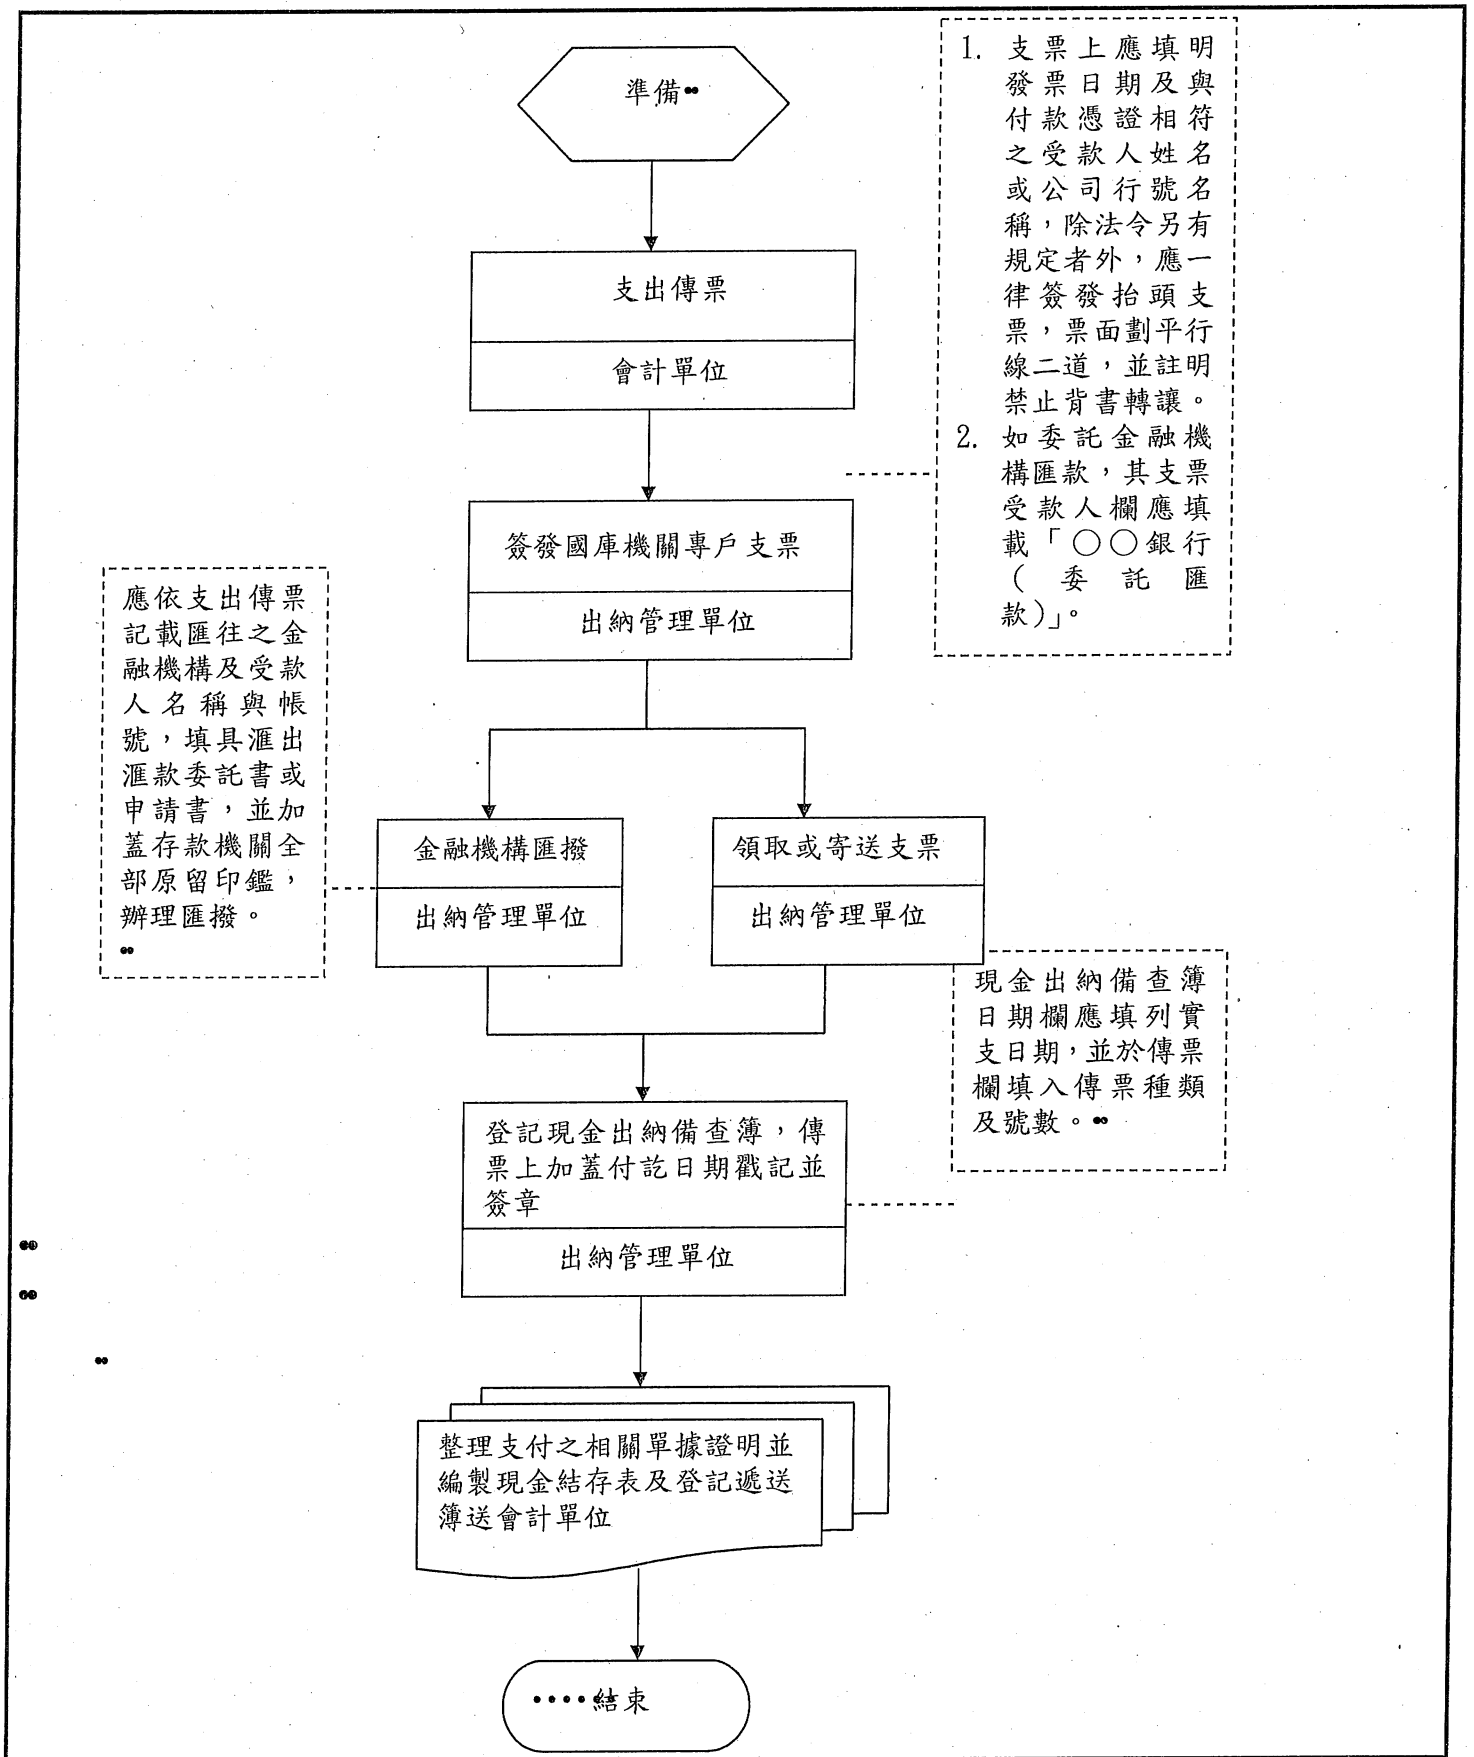 準備
1. 支票上應填明
發票日期及與
付款憑證相符
之受款人姓名
或公司行號名
稱，除法令另有
規定者外，應一
律簽發抬頭支
票，票面劃平行
線二道，並註明
禁止背書轉讓。
2. 如委託金融機
構匯款，其支票
受款人欄應填
載「○○銀行
(委託匯
款)」。
支出傳票
會計單位
簽發國庫機關專戶支票
出納管理單位
應依支出傳票
記載匯往之金
融機構及受款
人名稱與帳
號，填具滙出
滙款委託書或
申請書，並加
蓋存款機關全
部原留印鑑，
辦理匯撥。
金融機構匯撥
出納管理單位
領取或寄送支票
出納管理單位
現金出納備查簿
日期欄應填列實
支日期，並於傳票
欄填入傳票種類
及號數。
登記現金出納備查簿，傳
票上加蓋付訖日期戳記並
簽章
出納管理單位
整理支付之相關單據證明並
編製現金結存表及登記遞送
簿送會計單位
結束